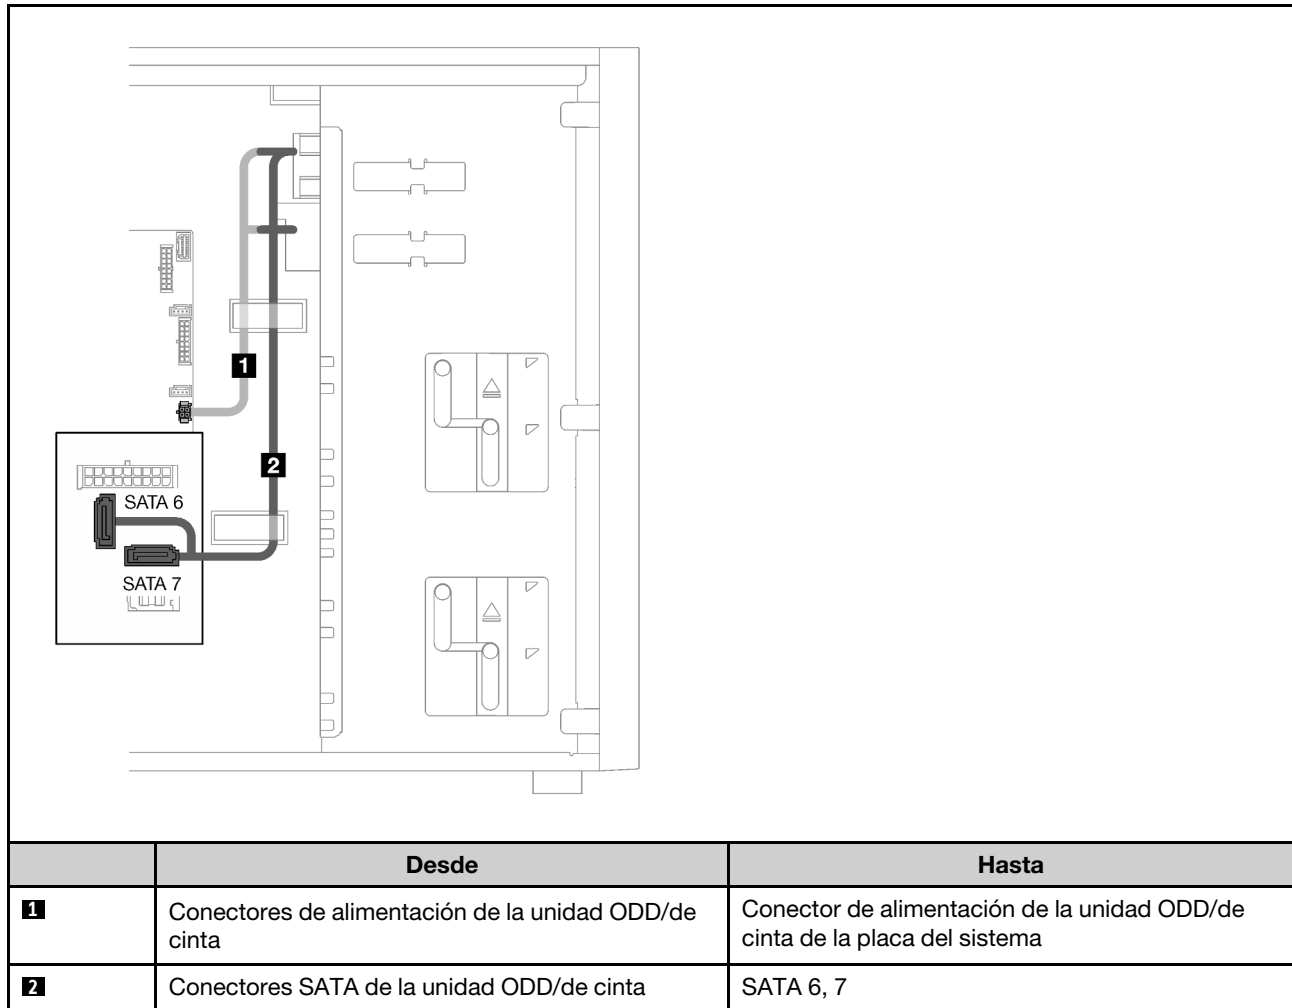 1
2
SATA 6
SATA 7
Desde Hasta
1 Conectores de alimentación de la unidad ODD/de cinta Conector de alimentación de la unidad ODD/de cinta de la placa del sistema
2 Conectores SATA de la unidad ODD/de cinta SATA 6, 7